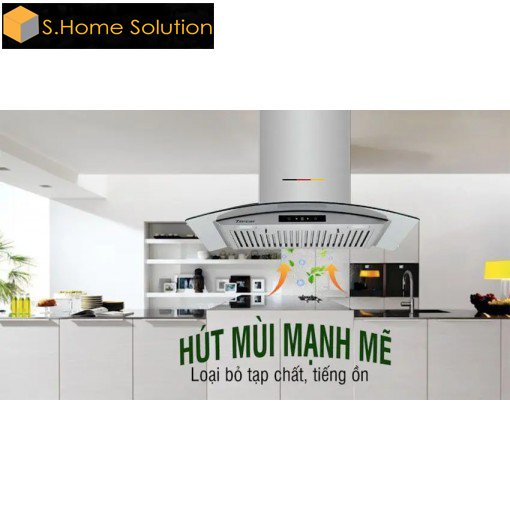 S.Home Solution
HÚT MÙI MẠNH MẼ
Loại bỏ tạp chất, tiếng ồn